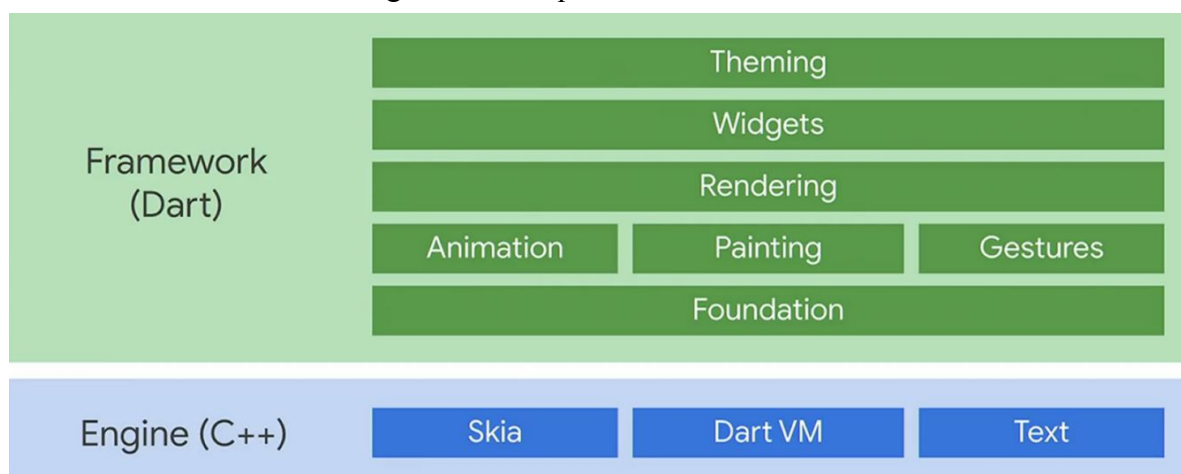 Theming
Widgets
Framework
(Dart)
Rendering
Animation Painting Gestures
Foundation
Engine (C++) Skia Dart VM Text